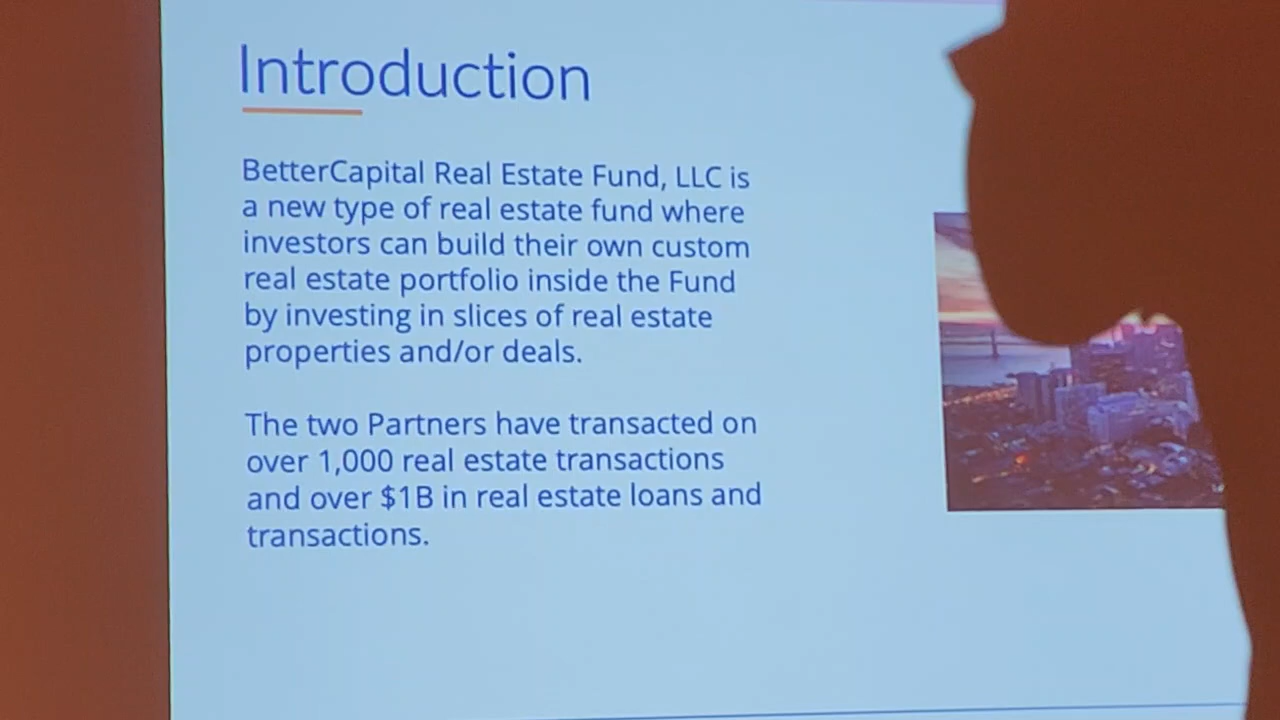 Introduction
BetterCapital Real Estate Fund, LLC is
a new type of real estate fund where
investors can build their own custom
real estate portfolio inside the Fund
by investing in slices of real estate
properties and/or deals.
The two Partners have transacted on
over 1,000 real estate transactions
and over $1B in real estate loans and
transactions.